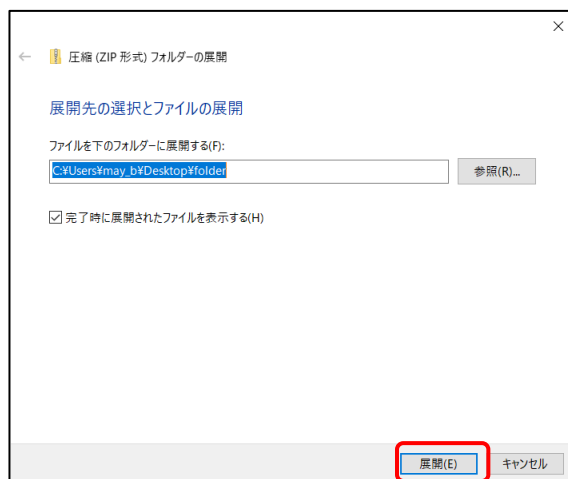 圧縮 (ZIP 形式) フォルダーの展開
展開先の選択とファイルの展開
ファイルを下のフォルダーに展開する(F):
C:¥Users¥may_b¥Desktop¥folder
参照(R)...
完了時に展開されたファイルを表示する(H)
展開(E)
キャンセル